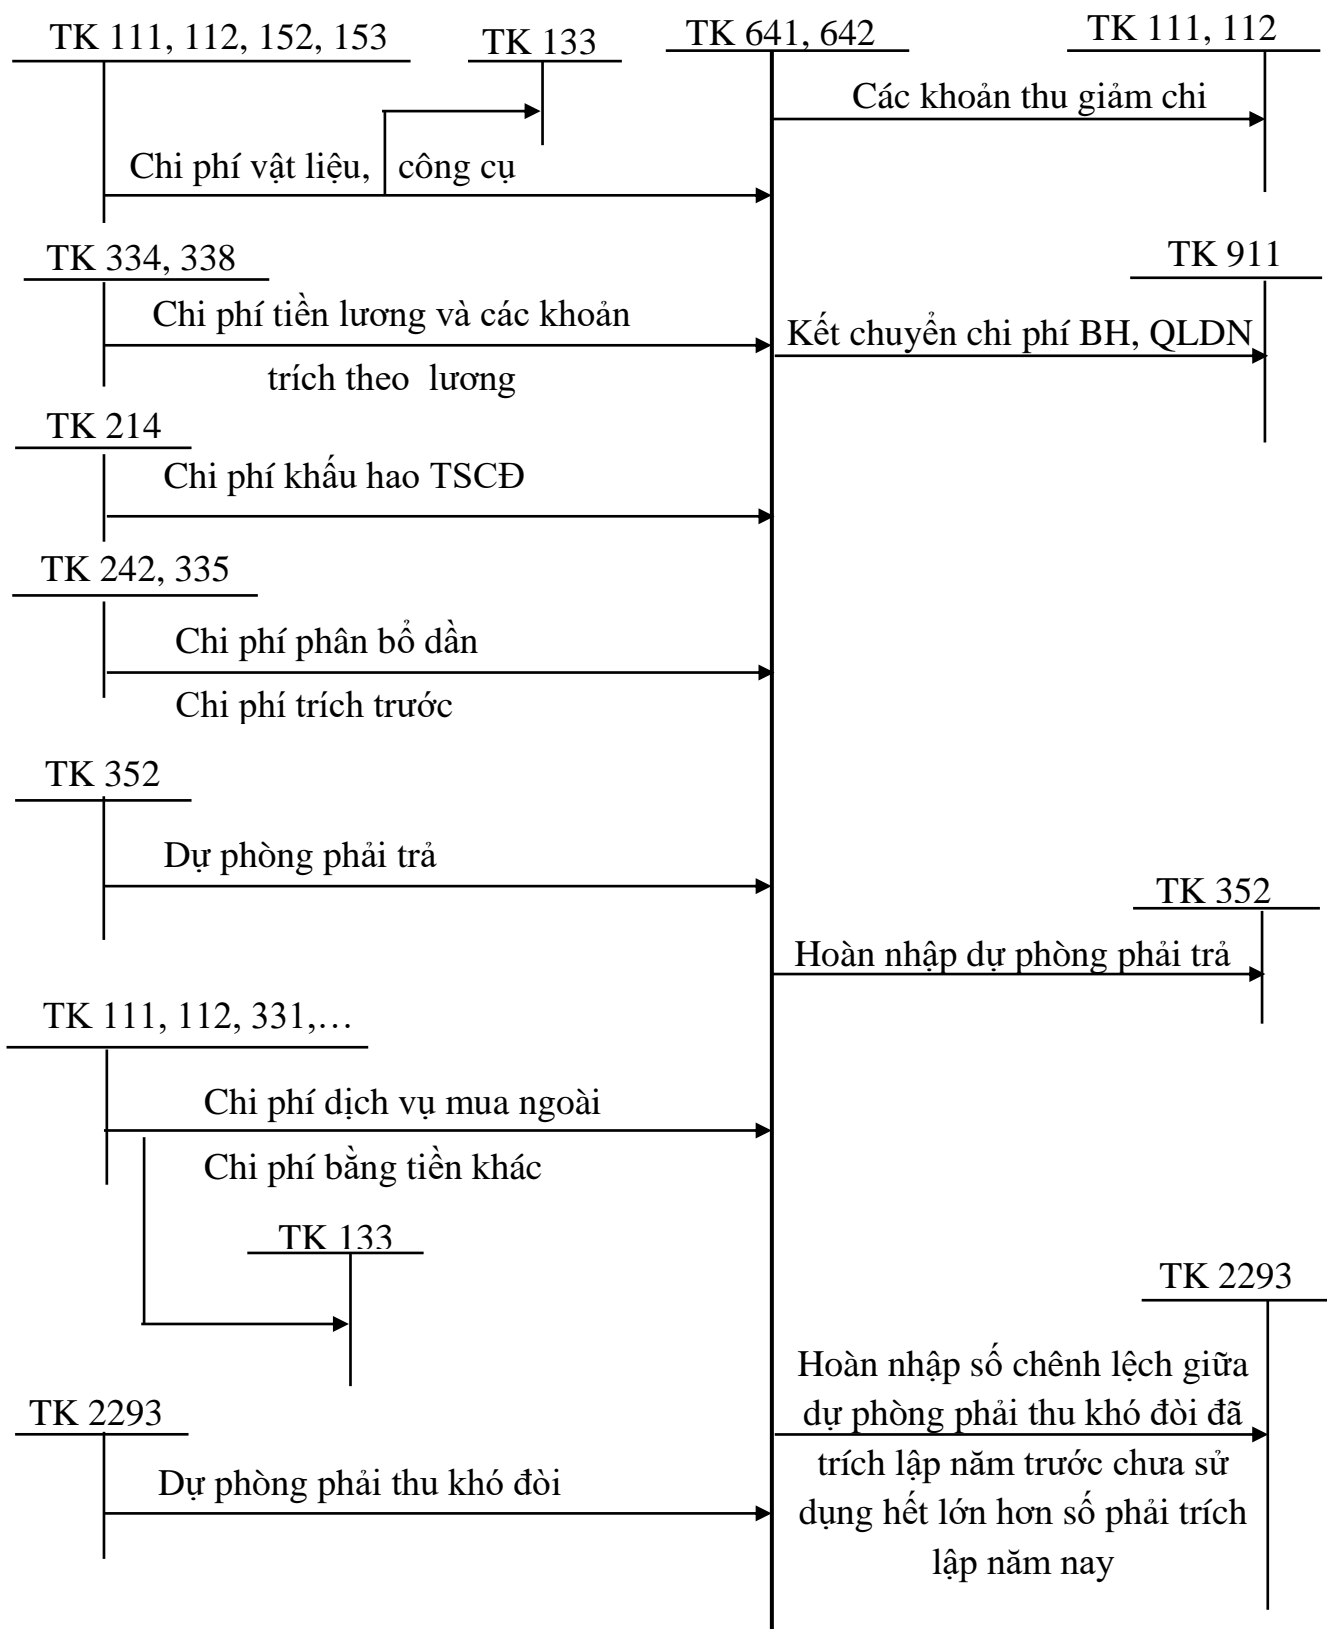 TK 111, 112, 152, 153
TK 133
TK 641, 642
TK 111, 112
Các khoản thu giảm chi
Chi phí vật liệu, công cụ
TK 334, 338
TK 911
Chi phí tiền lương và các khoản
trích theo lương
Kết chuyển chi phí BH, QLDN
TK 214
Chi phí khấu hao TSCĐ
TK 242, 335
Chi phí phân bổ dần
Chi phí trích trước
TK 352
Dự phòng phải trả
TK 352
Hoàn nhập dự phòng phải trả
TK 111, 112, 331,…
Chi phí dịch vụ mua ngoài
Chi phí bằng tiền khác
TK 133
TK 2293
Hoàn nhập số chênh lệch giữa
dự phòng phải thu khó đòi đã
trích lập năm trước chưa sử
dụng hết lớn hơn số phải trích
lập năm nay
TK 2293
Dự phòng phải thu khó đòi